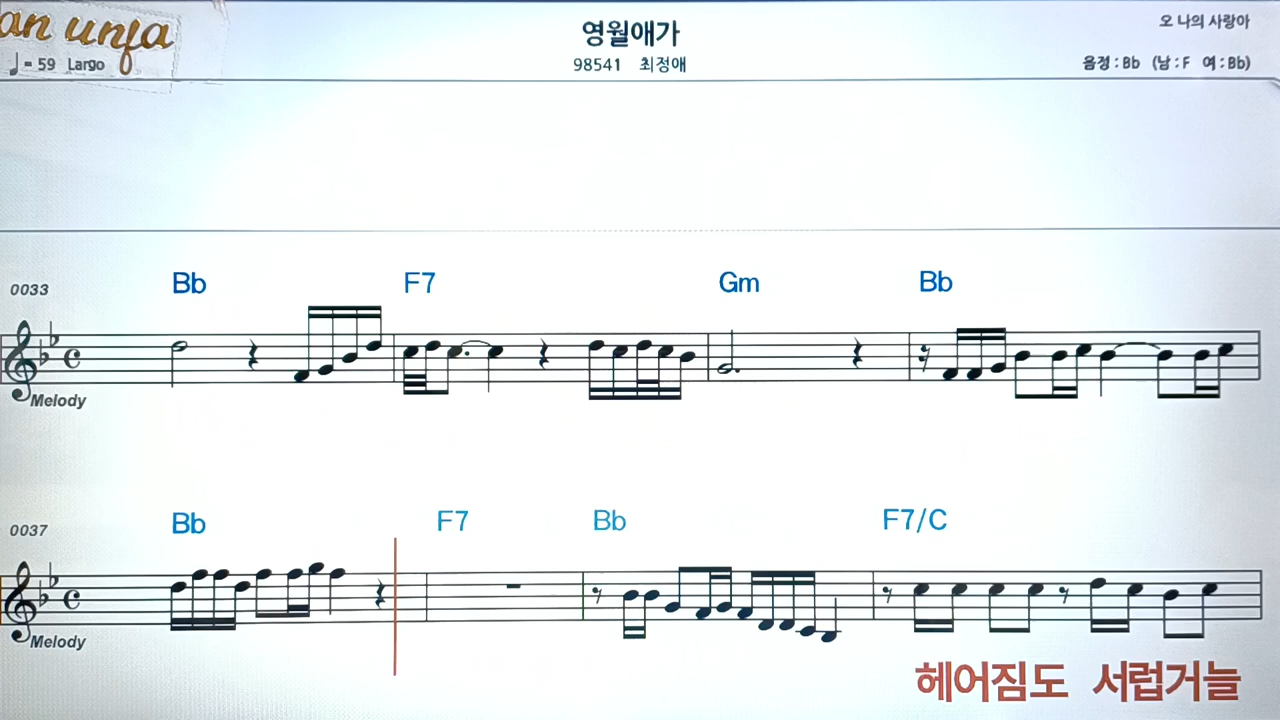 an unfa
영월애가
오 나의 사랑아
♩= 59 Largo
98541 최정애
음정 : Bb (남 : F 여 : Bb)
0033 Bb F7 Gm Bb
Melody
0037 Bb F7 Bb F7/C
Melody
헤어짐도 서럽거늘